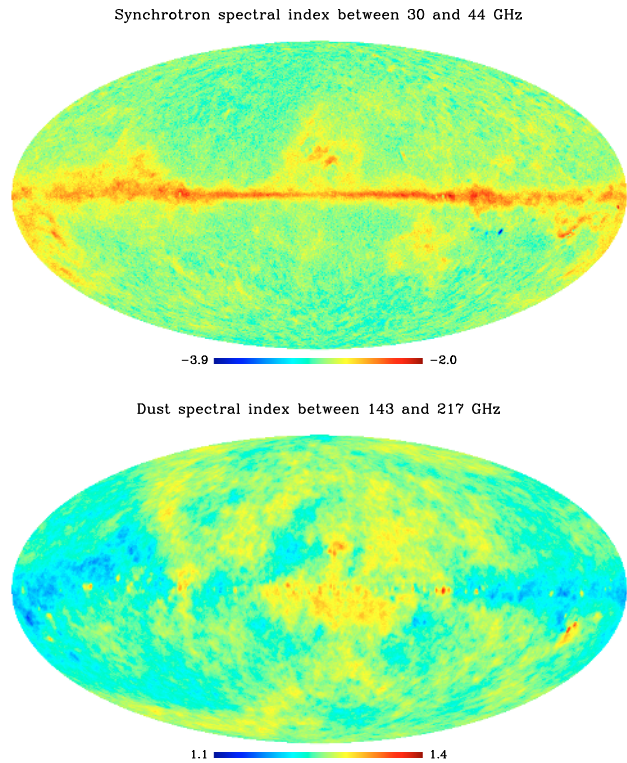 Synchrotron spectral index between 30 and 44 GHz
−3.9 −2.0
Dust spectral index between 143 and 217 GHz
1.1 1.4